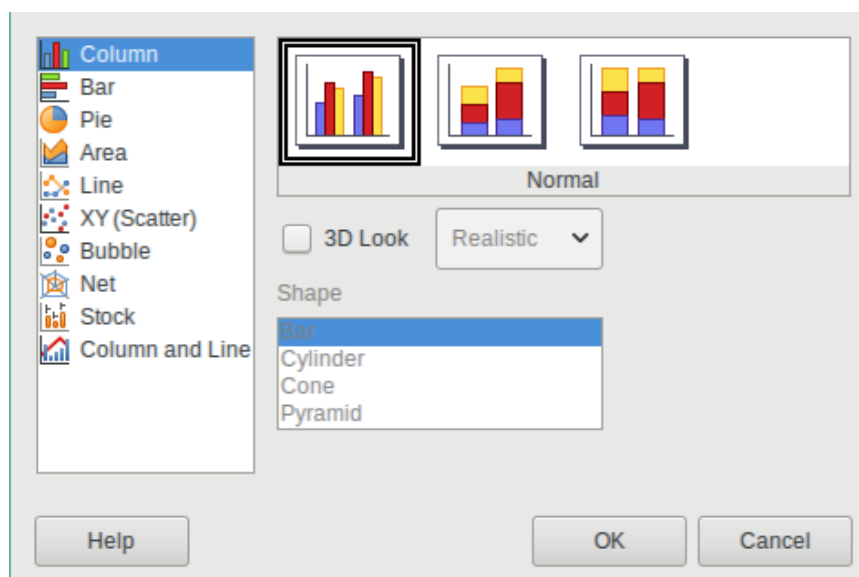 Column
Bar
Pie
Area
Line
XY (Scatter)
Bubble
Net
Stock
Column and Line
Normal
3D Look
Realistic
Shape
Bar
Cylinder
Cone
Pyramid
Help
OK
Cancel